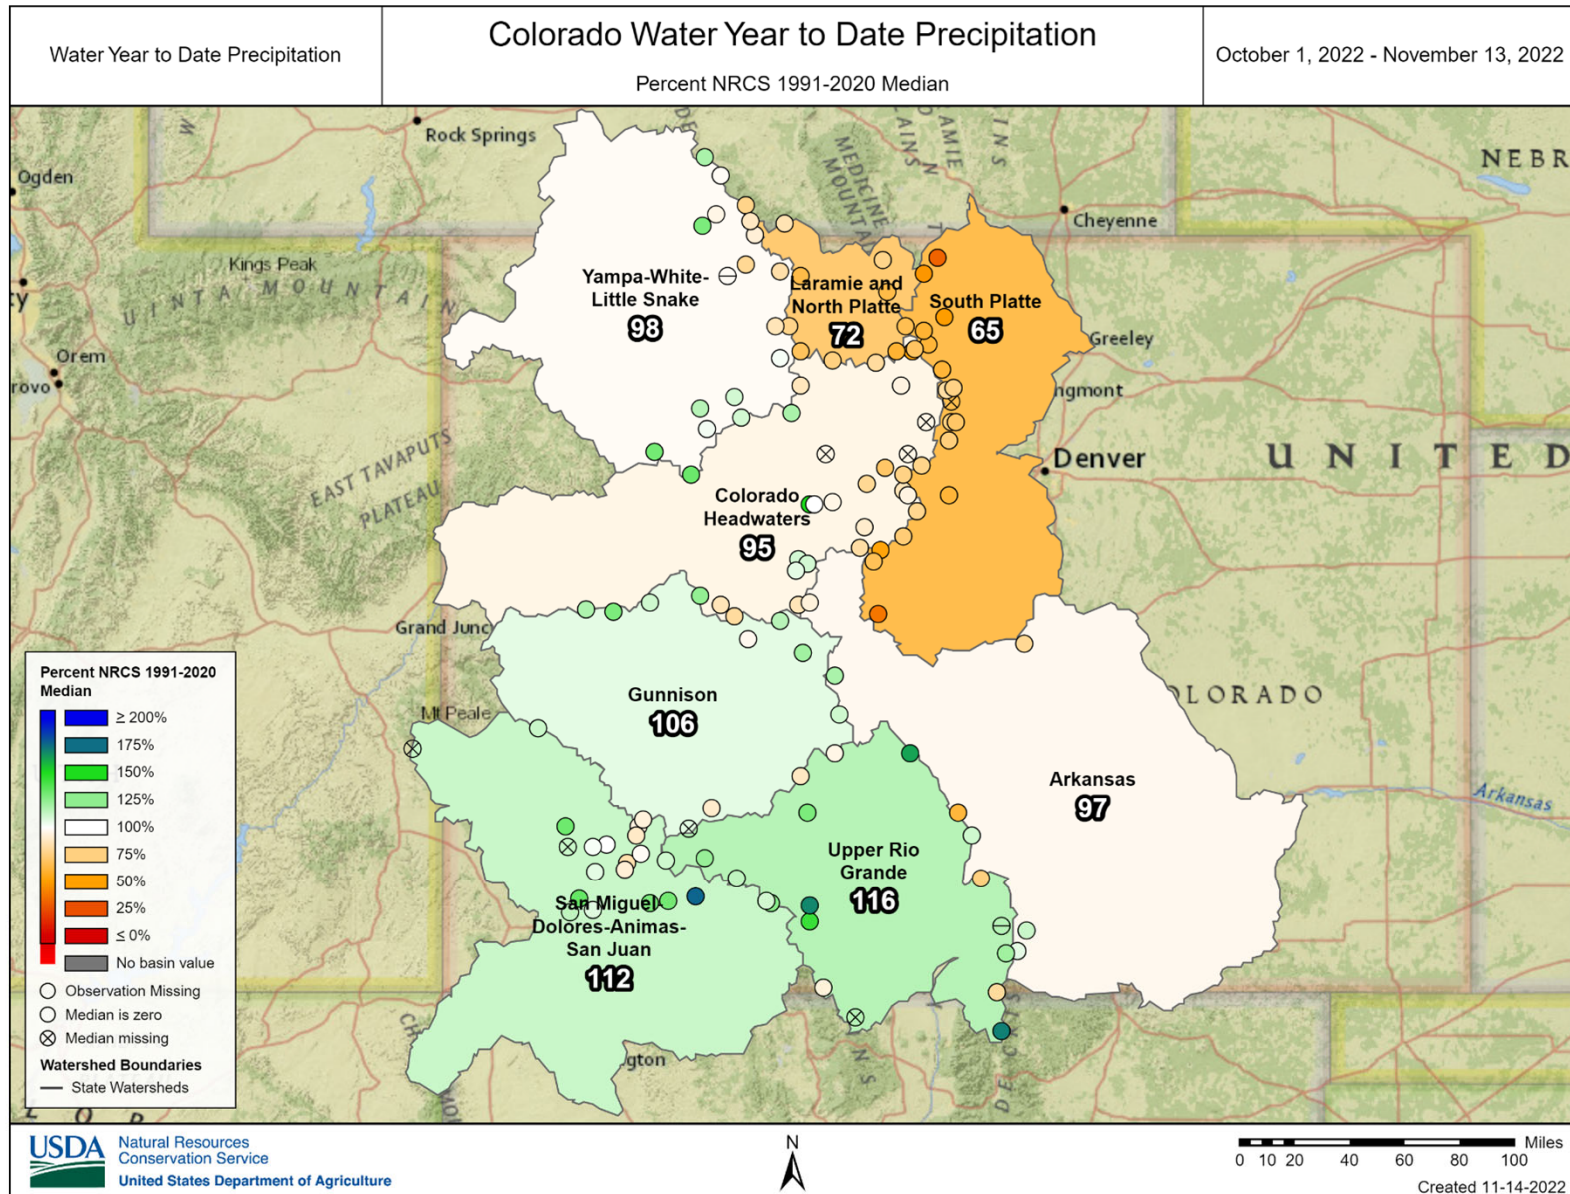 Water Year to Date Precipitation
Colorado Water Year to Date Precipitation
Percent NRCS 1991-2020 Median
October 1, 2022 - November 13, 2022
Rock Springs
Ogden
MEDICINE
MOUNTA
AMIE
NEBR
Cheyenne
Kings Peak
UINTA MOUNTAIN
Yampa-White-
Little Snake
98
Laramie and
North Platte
72
South Platte
65
Orem
rovo
Greeley
ngmont
EAST TAVAPUTS
PLATEAU
Denver
UNITED
Colorado
Headwaters
95
Grand Junc
Mt Peale
Gunnison
106
OLORADO
Arkansas
97
Arkansas
Upper Rio
Grande
116
San Miguel-
Dolores-Animas-
San Juan
112
gton
Percent NRCS 1991-2020
Median
≥ 200%
175%
150%
125%
100%
75%
50%
25%
≤ 0%
No basin value
Observation Missing
Median is zero
Median missing
Watershed Boundaries
State Watersheds
USDA
Natural Resources
Conservation Service
United States Department of Agriculture
N
Miles
0 10 20 40 60 80 100
Created 11-14-2022